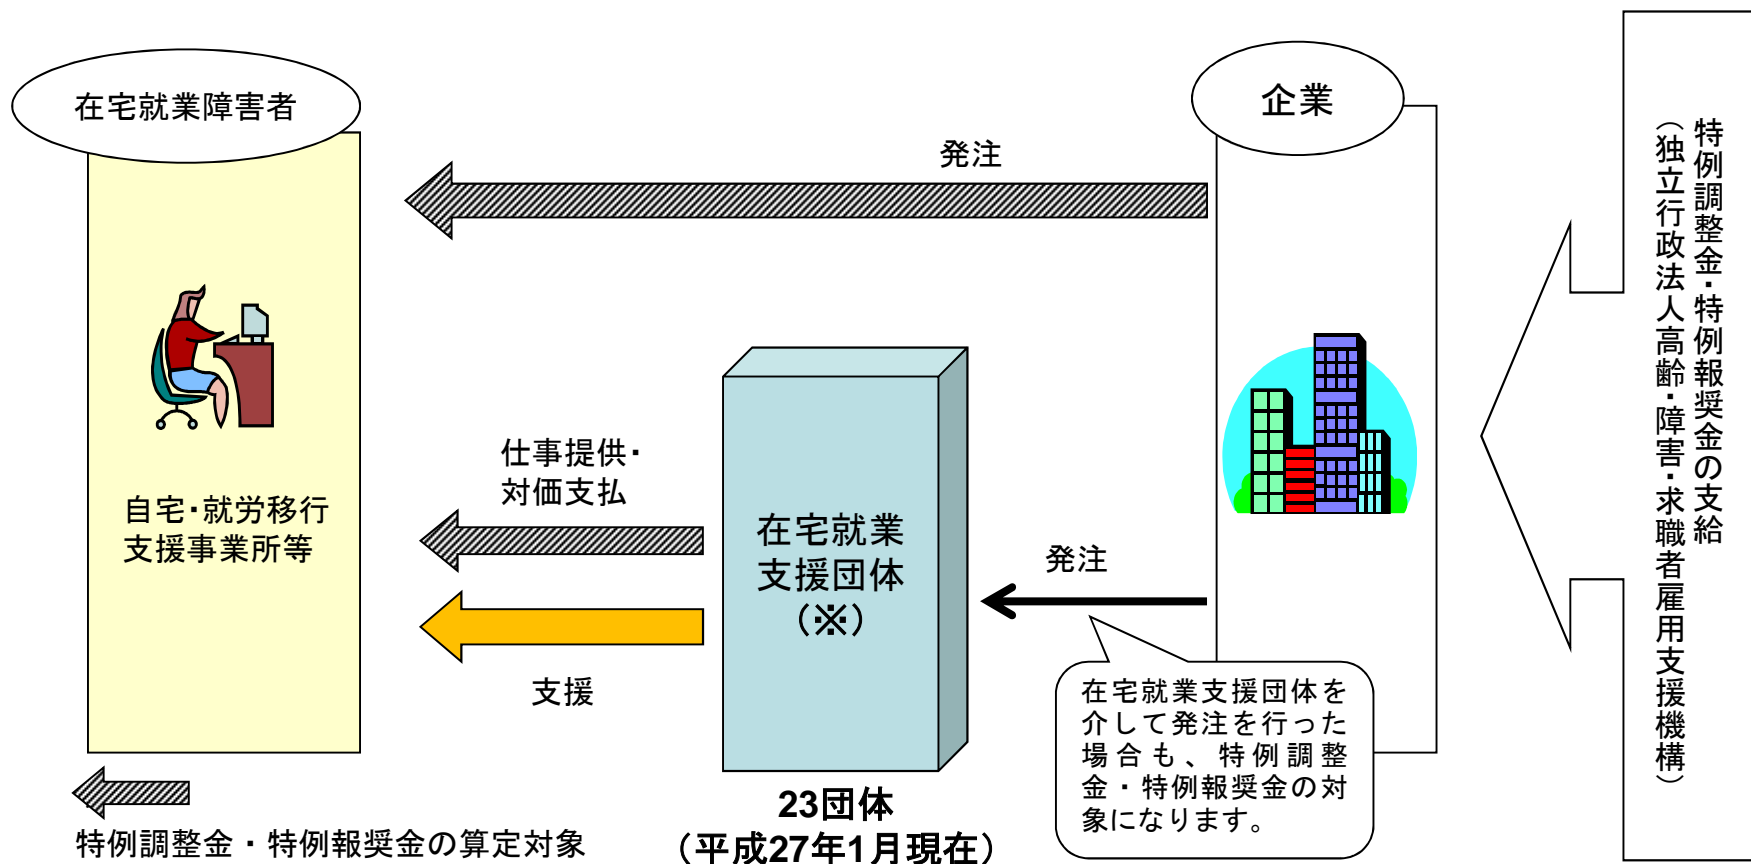 在宅就業障害者
企業
発注
特例調整金・特例報奨金の支給
（独立行政法人高齢・障害・求職者雇用支援機構）
自宅・就労移行
支援事業所等
仕事提供・
対価支払
在宅就業
支援団体
（※）
発注
支援
在宅就業支援団体を
介して発注を行った
場合も、特例調整
金・特例報奨金の対
象になります。
23団体
（平成27年1月現在）
特例調整金・特例報奨金の算定対象